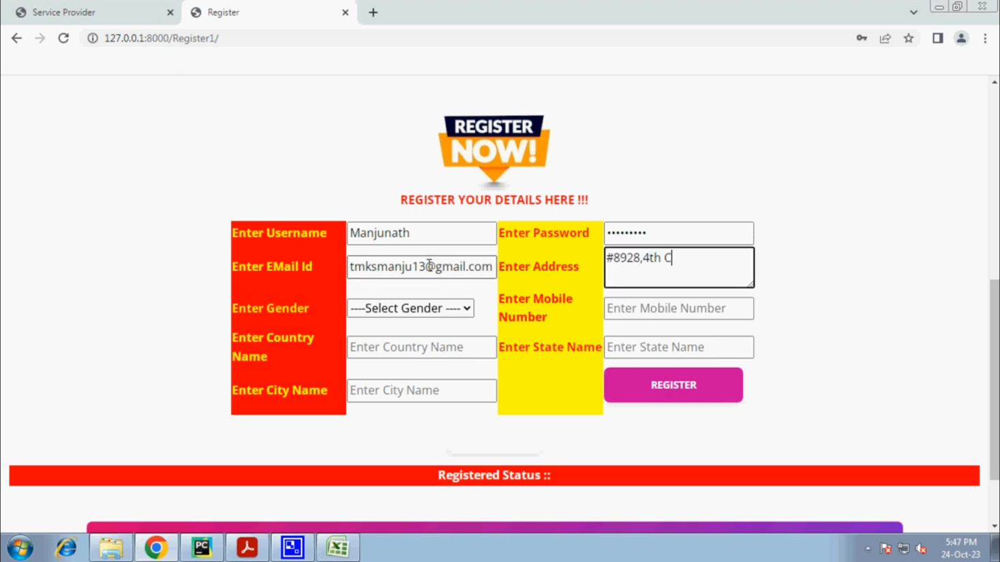 Service Provider
Register
127.0.0.1:8000/Register1/
REGISTER
NOW!
REGISTER YOUR DETAILS HERE !!!
Enter Username
Manjunath
Enter Password
•••••••••
Enter EMail Id
tmksmanju13@gmail.com
Enter Address
#8928,4th C
Enter Gender
----Select Gender ----
Enter Mobile
Number
Enter Mobile Number
Enter Country
Name
Enter Country Name
Enter State Name
Enter State Name
Enter City Name
Enter City Name
REGISTER
Registered Status ::
PC
5:47 PM
24-Oct-23